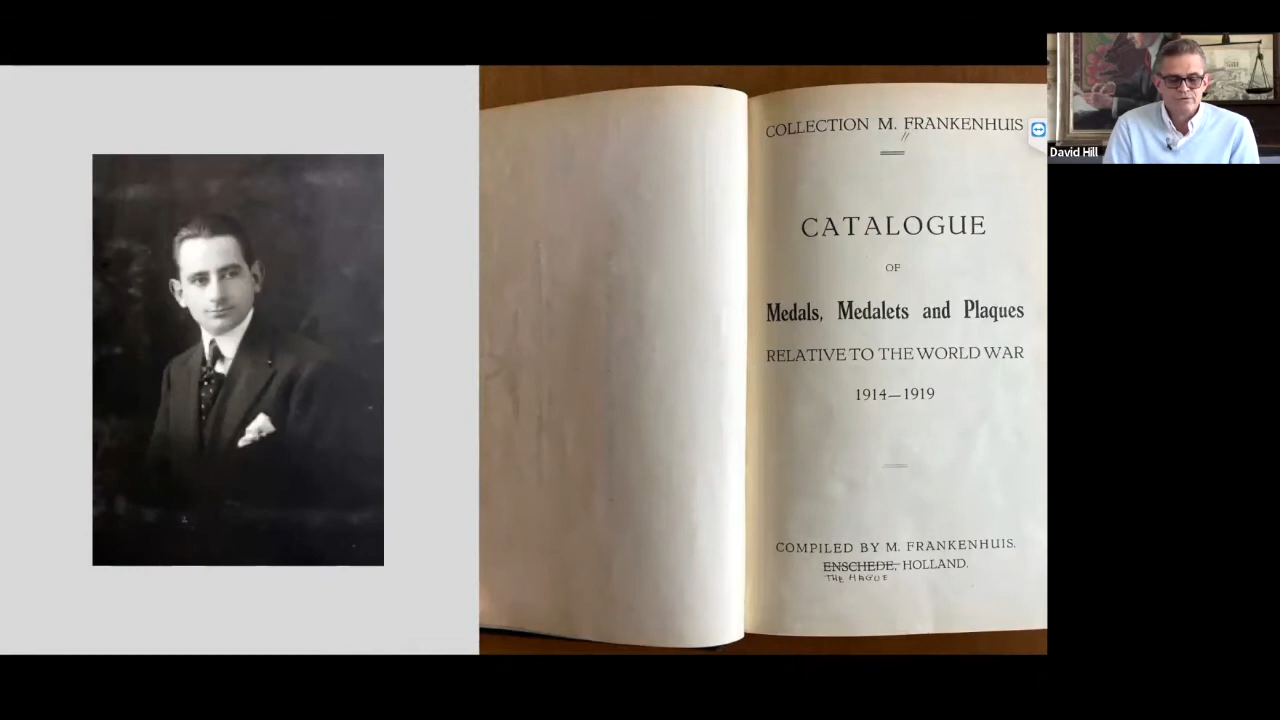 COLLECTION M. FRANKENHUIS
CATALOGUE
OF
Medals, Medalets and Plaques
RELATIVE TO THE WORLD WAR
1914—1919
COMPILED BY M. FRANKENHUIS.
ENSCHEDE, HOLLAND.
THE HAGUE
David Hill